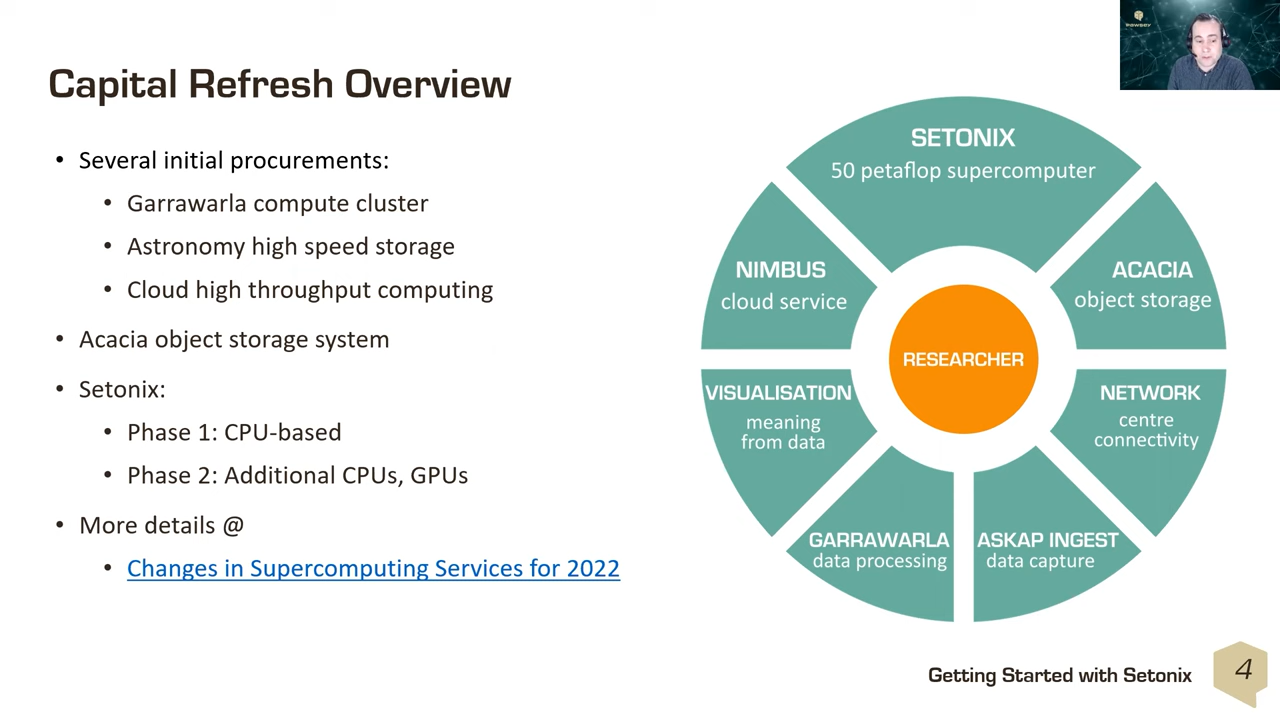 Capital Refresh Overview
• Several initial procurements:
• Garrawarla compute cluster
• Astronomy high speed storage
• Cloud high throughput computing
• Acacia object storage system
• Setonix:
• Phase 1: CPU-based
• Phase 2: Additional CPUs, GPUs
• More details @
• Changes in Supercomputing Services for 2022
SETONIX
50 petaflop supercomputer
NIMBUS
cloud service
ACACIA
object storage
RESEARCHER
VISUALISATION
meaning
from data
NETWORK
centre
connectivity
GARRAWARLA
data processing
ASKAP INGEST
data capture
Getting Started with Setonix
4
PAWSEY